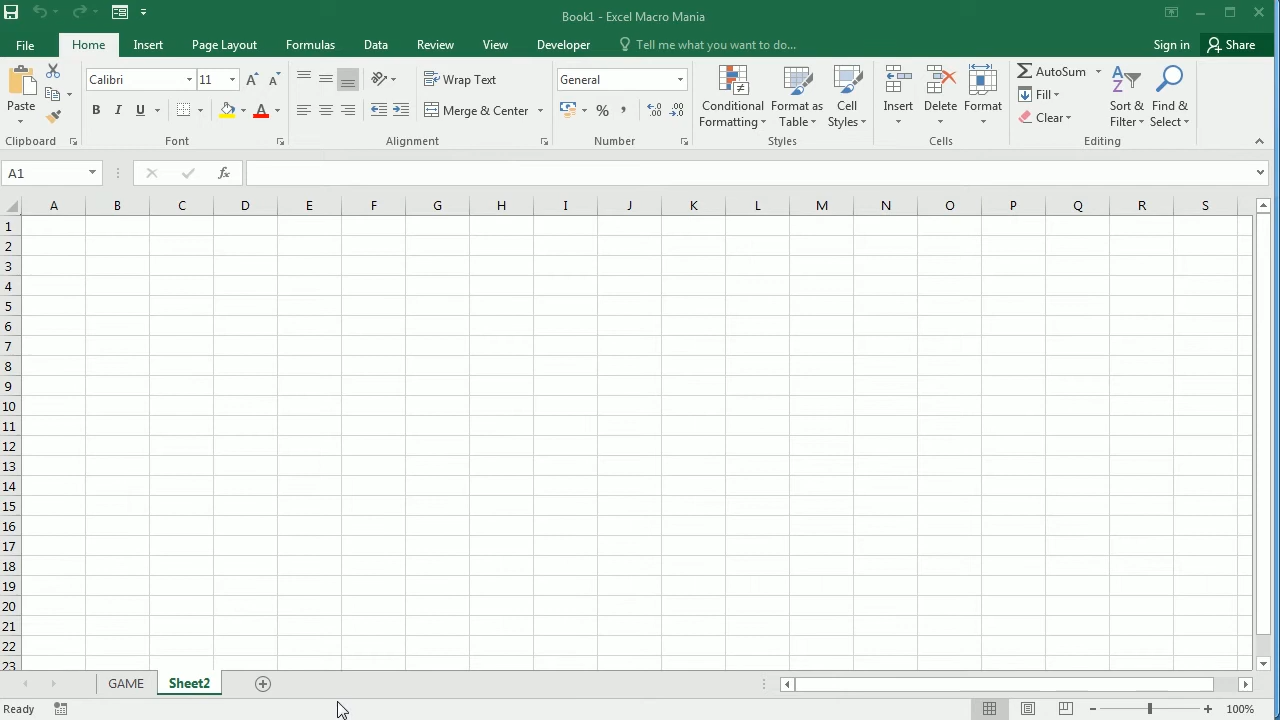 Book1 - Excel Macro Mania
File Home Insert Page Layout Formulas Data Review View Developer Tell me what you want to do... Sign in Share
Paste
Clipboard
Calibri 11
B I U A
Font
Wrap Text
Merge & Center
Alignment
General
% ,
Number
Conditional Formatting
Format as Table
Cell Styles
Styles
Insert Delete Format
Cells
AutoSum
Fill
Clear
Sort & Filter
Find & Select
Editing
A1 fx
A B C D E F G H I J K L M N O P Q R S
1
2
3
4
5
6
7
8
9
10
11
12
13
14
15
16
17
18
19
20
21
22
23
GAME Sheet2
Ready 100%